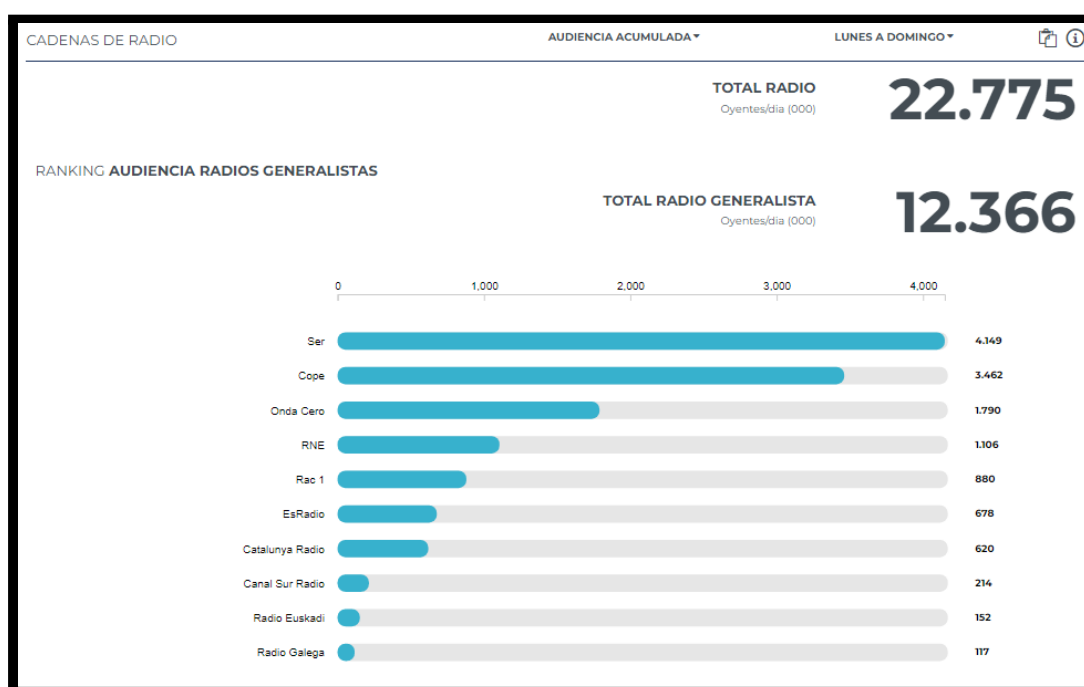 CADENAS DE RADIO AUDIENCIA ACUMULADA LUNES A DOMINGO
TOTAL RADIO 22.775
Oyentes/dia (000)
RANKING AUDIENCIA RADIOS GENERALISTAS
TOTAL RADIO GENERALISTA 12.366
Oyentes/dia (000)
0 1,000 2,000 3,000 4,000
Ser 4.149
Cope 3.462
Onda Cero 1.790
RNE 1.106
Rac 1 880
EsRadio 678
Catalunya Radio 620
Canal Sur Radio 214
Radio Euskadi 152
Radio Galega 117